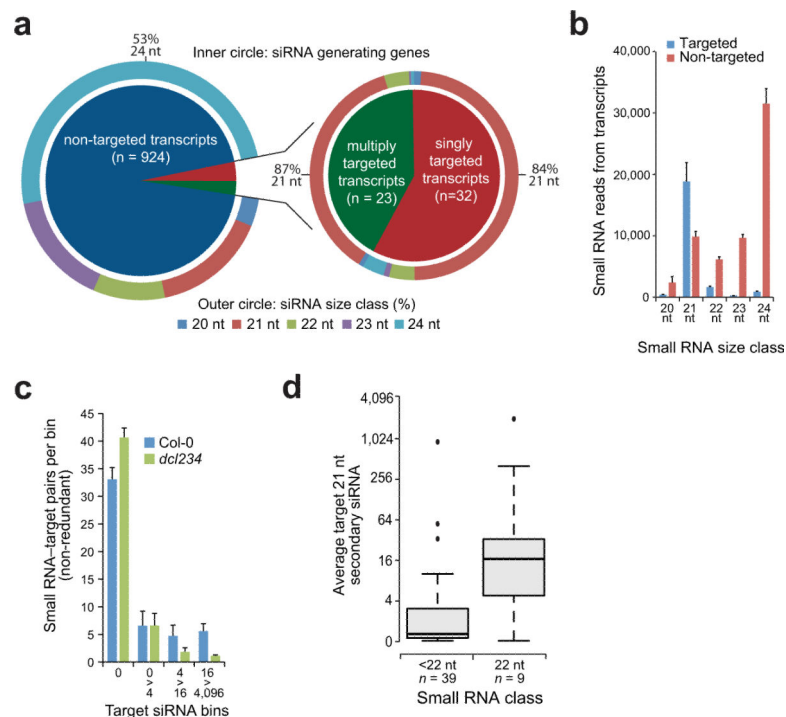 a
53%
24 nt
Inner circle: siRNA generating genes
non-targeted transcripts
(n = 924)
87%
21 nt
multiply
targeted
transcripts
(n = 23)
singly
targeted
transcripts
(n=32)
84%
21 nt
Outer circle: siRNA size class (%)
20 nt 21 nt 22 nt 23 nt 24 nt
b
Targeted
Non-targeted
Small RNA reads from transcripts
40,000
30,000
20,000
10,000
0
20 21 22 23 24
nt nt nt nt nt
Small RNA size class
c
Small RNA–target pairs per bin
(non-redundant)
45
40
35
30
25
20
15
10
5
0
Col-0
dcl234
0 0 4 16
> > >
4 16 4,096
Target siRNA bins
d
Average target 21 nt
secondary siRNA
4,096
1,024
256
64
16
4
0
<22 nt 22 nt
n = 39 n = 9
Small RNA class